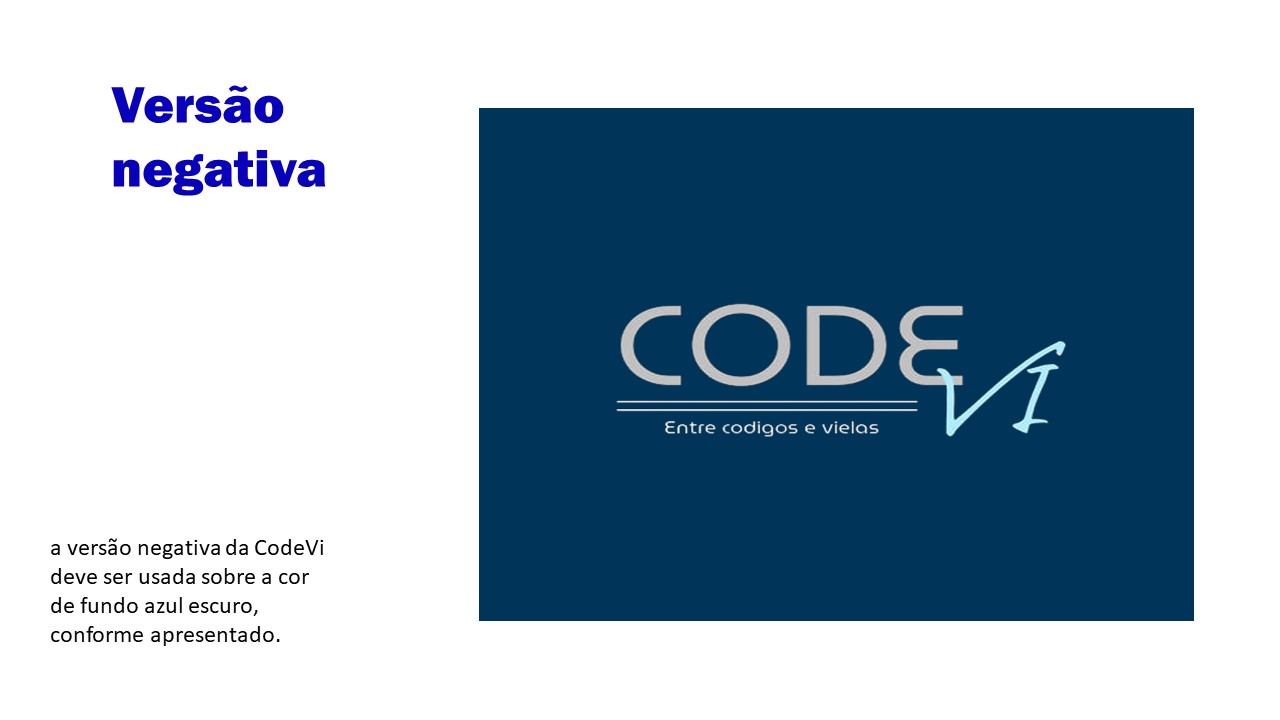 Versão
negativa
CODE
Vi
Entre codigos e vielas
a versão negativa da CodeVi
deve ser usada sobre a cor
de fundo azul escuro,
conforme apresentado.